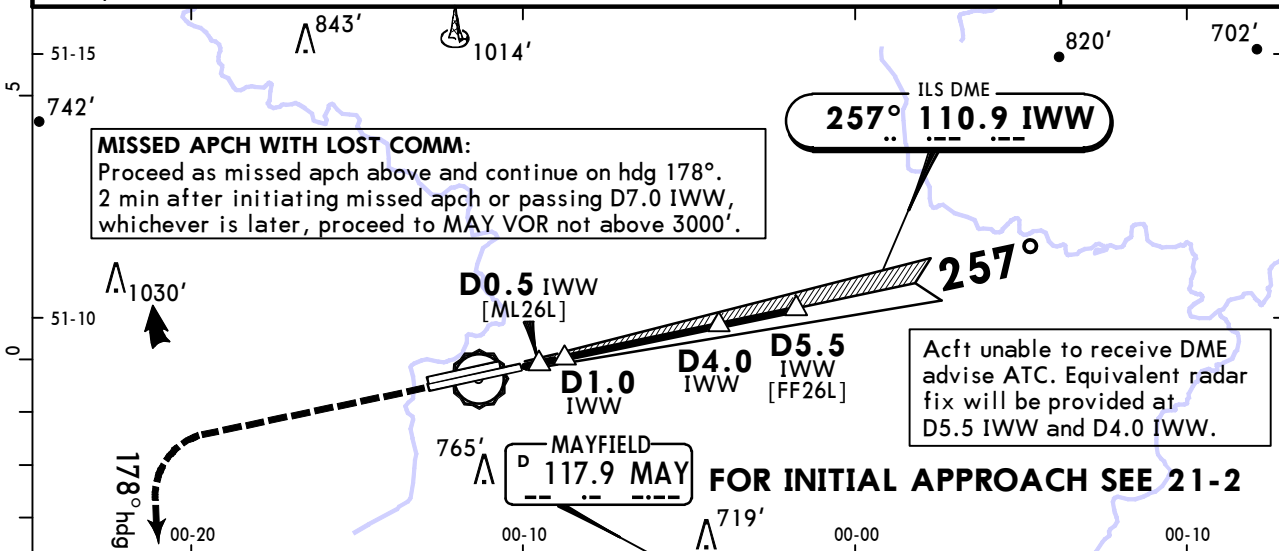 843'
1014'
820'
702'
51-15
5
742'
ILS DME
257° 110.9 IWW
MISSED APCH WITH LOST COMM:
Proceed as missed apch above and continue on hdg 178°.
2 min after initiating missed apch or passing D7.0 IWW,
whichever is later, proceed to MAY VOR not above 3000'.
257°
1030'
D0.5 IWW
[ML26L]
51-10
0
D1.0
IWW
D4.0
IWW
D5.5
IWW
[FF26L]
Acft unable to receive DME
advise ATC. Equivalent radar
fix will be provided at
D5.5 IWW and D4.0 IWW.
765'
MAYFIELD
D 117.9 MAY
FOR INITIAL APPROACH SEE 21-2
178° hdg
719'
00-20
00-10
00-00
00-10